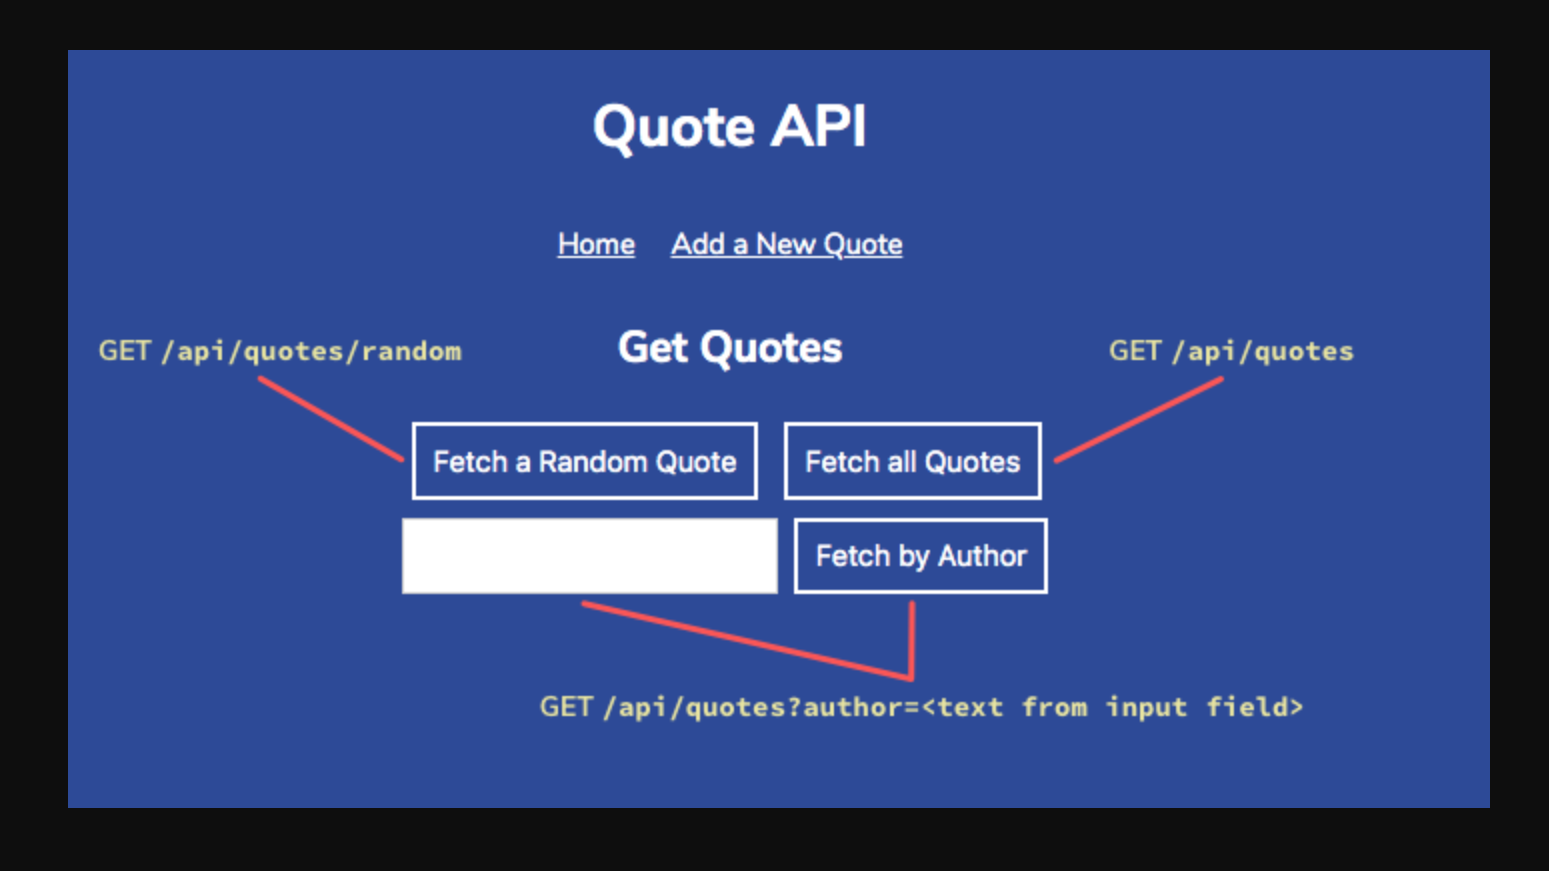 Quote API
Home Add a New Quote
GET /api/quotes/random
Get Quotes
GET /api/quotes
Fetch a Random Quote
Fetch all Quotes
Fetch by Author
GET /api/quotes?author=<text from input field>